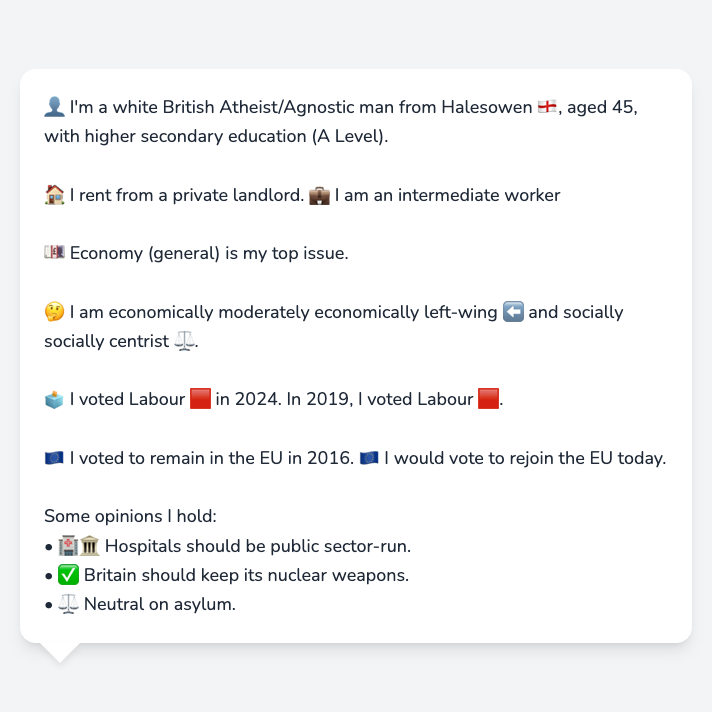 👤 I'm a white British Atheist/Agnostic man from Halesowen 🏴󠁧󠁢󠁥󠁮󠁧󠁿, aged 45,
with higher secondary education (A Level).
🏠 I rent from a private landlord. 💼 I am an intermediate worker
💷 Economy (general) is my top issue.
🤔 I am economically moderately economically left-wing ⬅️ and socially
socially centrist ⚖️.
🗳️ I voted Labour 🟥 in 2024. In 2019, I voted Labour 🟥.
🇪🇺 I voted to remain in the EU in 2016. 🇪🇺 I would vote to rejoin the EU today.
Some opinions I hold:
• 🏥🏛️ Hospitals should be public sector-run.
• ✅ Britain should keep its nuclear weapons.
• ⚖️ Neutral on asylum.